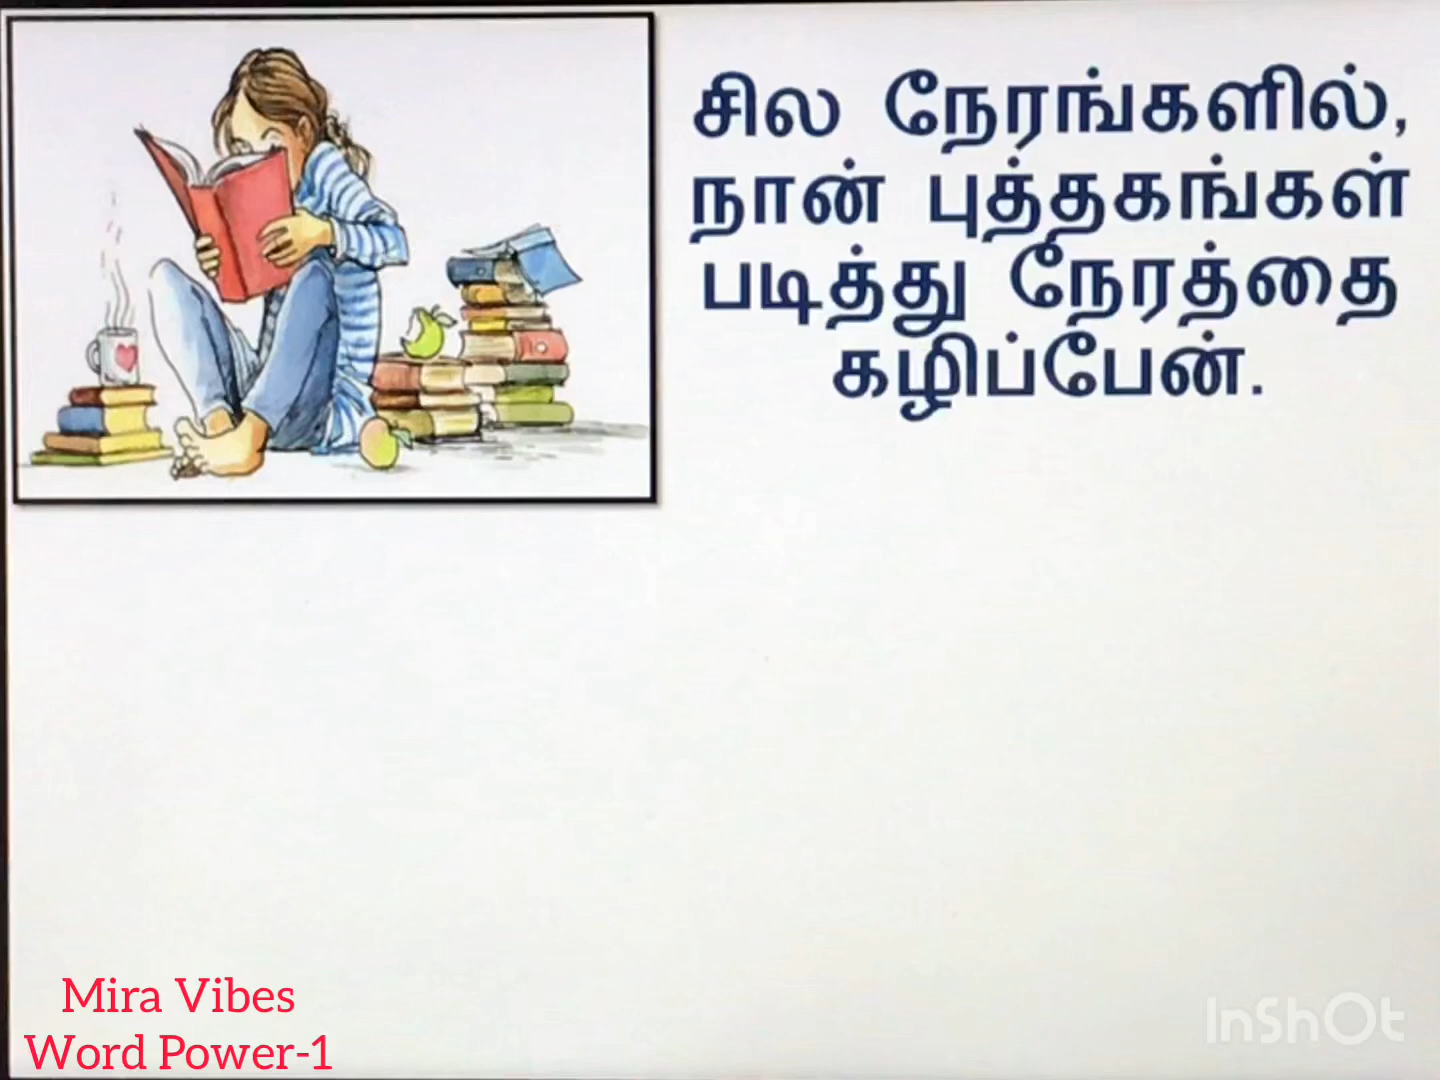 சில நேரங்களில்,
நான் புத்தகங்கள்
படித்து நேரத்தை
கழிப்பேன்.
Mira Vibes
Word Power-1
InShOt